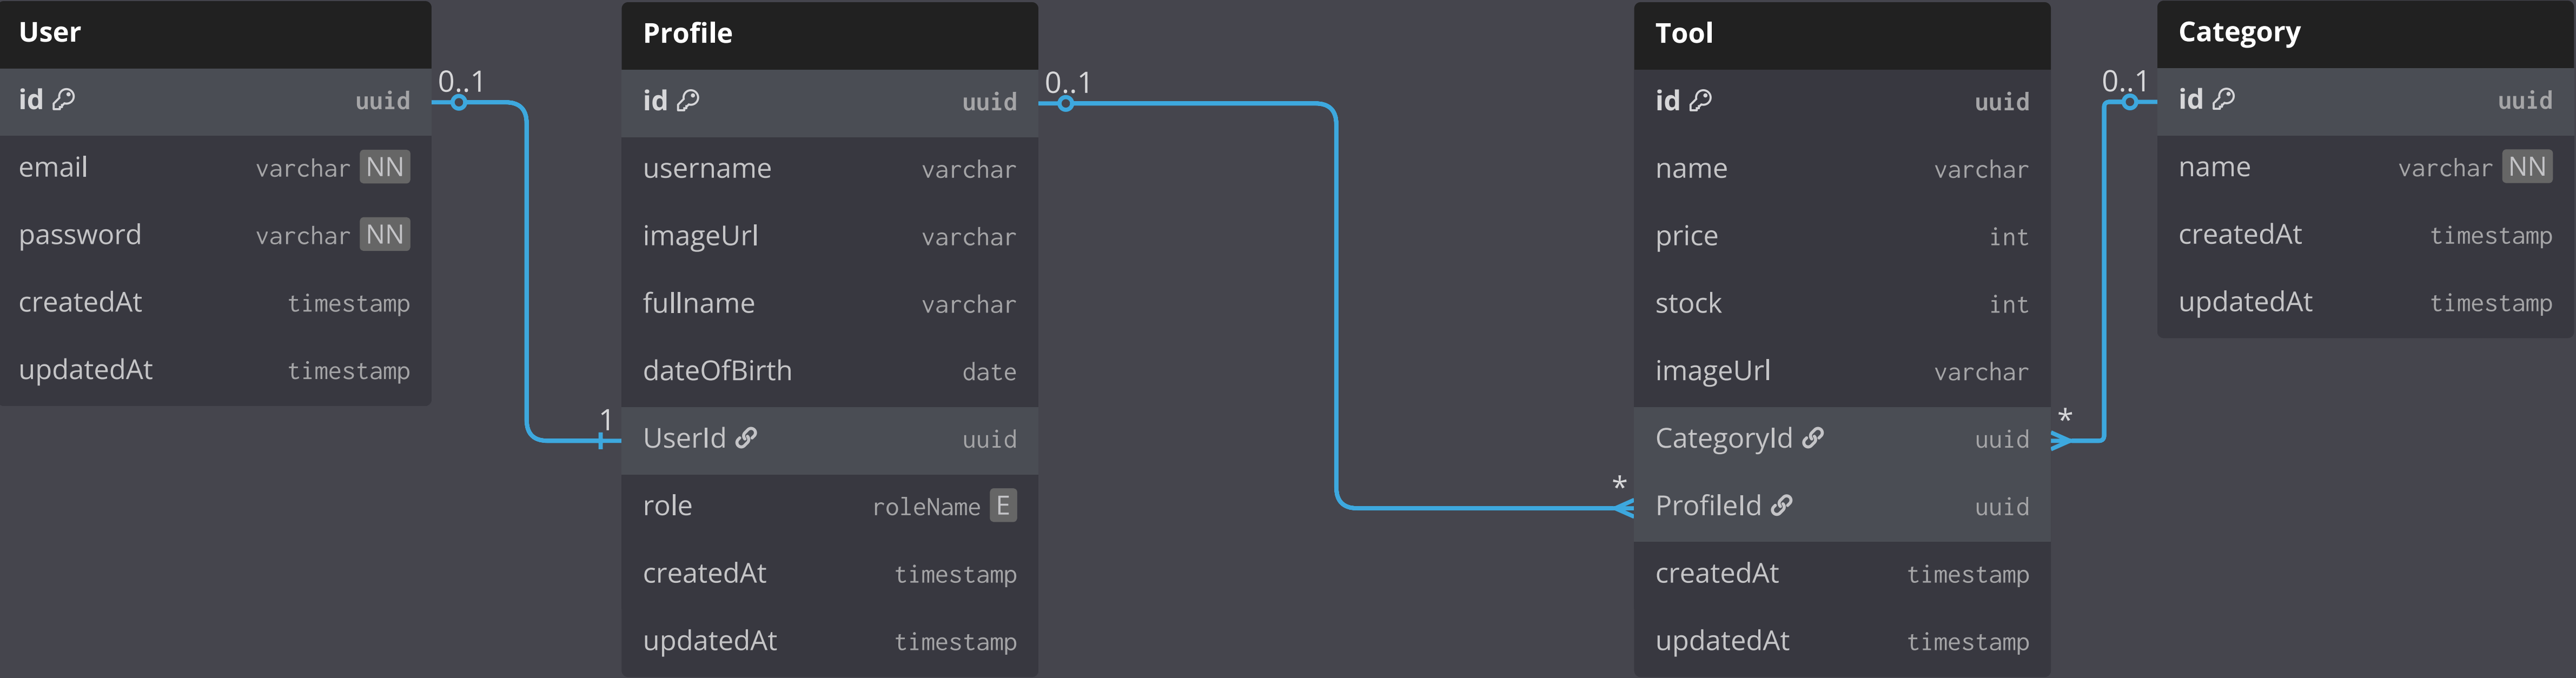 User
id uuid
email varchar NN
password varchar NN
createdAt timestamp
updatedAt timestamp
0..1
1
Profile
id uuid
username varchar
imageUrl varchar
fullname varchar
dateOfBirth date
UserId uuid
role roleName E
createdAt timestamp
updatedAt timestamp
0..1
*
Tool
id uuid
name varchar
price int
stock int
imageUrl varchar
CategoryId uuid
ProfileId uuid
createdAt timestamp
updatedAt timestamp
0..1
*
Category
id uuid
name varchar NN
createdAt timestamp
updatedAt timestamp